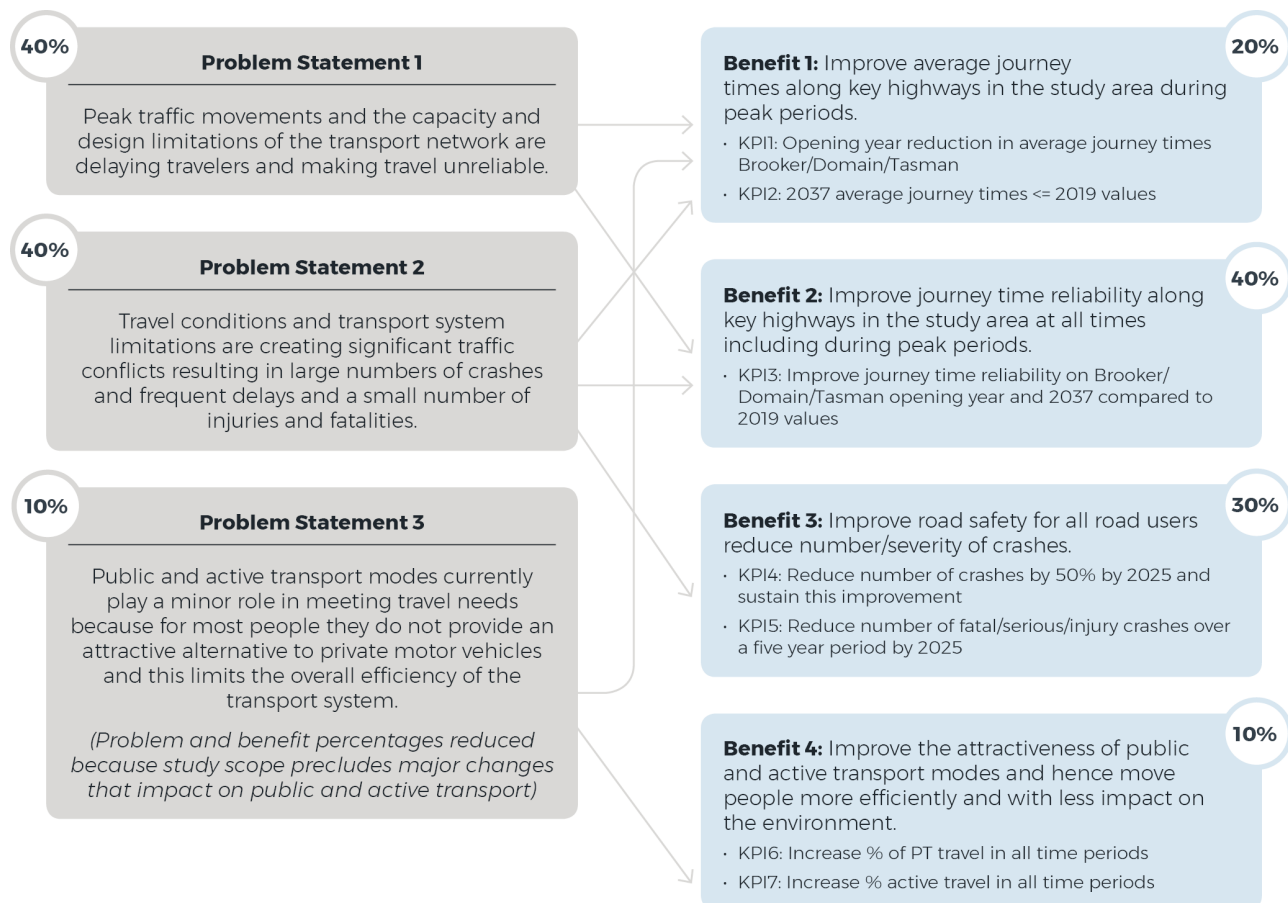 40%
Problem Statement 1
Peak traffic movements and the capacity and
design limitations of the transport network are
delaying travelers and making travel unreliable.
40%
Problem Statement 2
Travel conditions and transport system
limitations are creating significant traffic
conflicts resulting in large numbers of crashes
and frequent delays and a small number of
injuries and fatalities.
10%
Problem Statement 3
Public and active transport modes currently
play a minor role in meeting travel needs
because for most people they do not provide an
attractive alternative to private motor vehicles
and this limits the overall efficiency of the
transport system.
(Problem and benefit percentages reduced
because study scope precludes major changes
that impact on public and active transport)
20%
Benefit 1: Improve average journey
times along key highways in the study area during
peak periods.
• KPI1: Opening year reduction in average journey times
Brooker/Domain/Tasman
• KPI2: 2037 average journey times <= 2019 values
40%
Benefit 2: Improve journey time reliability along
key highways in the study area at all times
including during peak periods.
• KPI3: Improve journey time reliability on Brooker/
Domain/Tasman opening year and 2037 compared to
2019 values
30%
Benefit 3: Improve road safety for all road users
reduce number/severity of crashes.
• KPI4: Reduce number of crashes by 50% by 2025 and
sustain this improvement
• KPI5: Reduce number of fatal/serious/injury crashes over
a five year period by 2025
10%
Benefit 4: Improve the attractiveness of public
and active transport modes and hence move
people more efficiently and with less impact on
the environment.
• KPI6: Increase % of PT travel in all time periods
• KPI7: Increase % active travel in all time periods